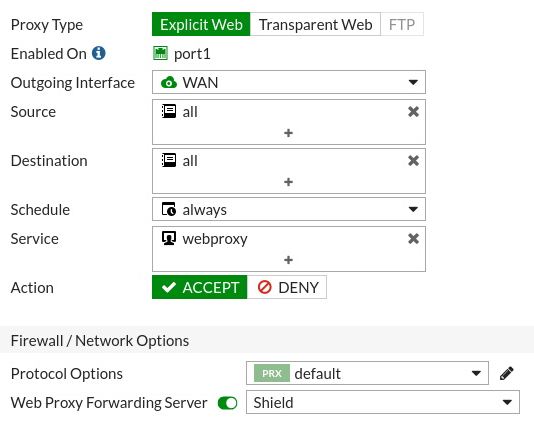 Proxy Type Explicit Web Transparent Web FTP
Enabled On port1
Outgoing Interface WAN
Source all
+
Destination all
+
Schedule always
Service webproxy
+
Action ACCEPT DENY
Firewall / Network Options
Protocol Options PRX default
Web Proxy Forwarding Server Shield